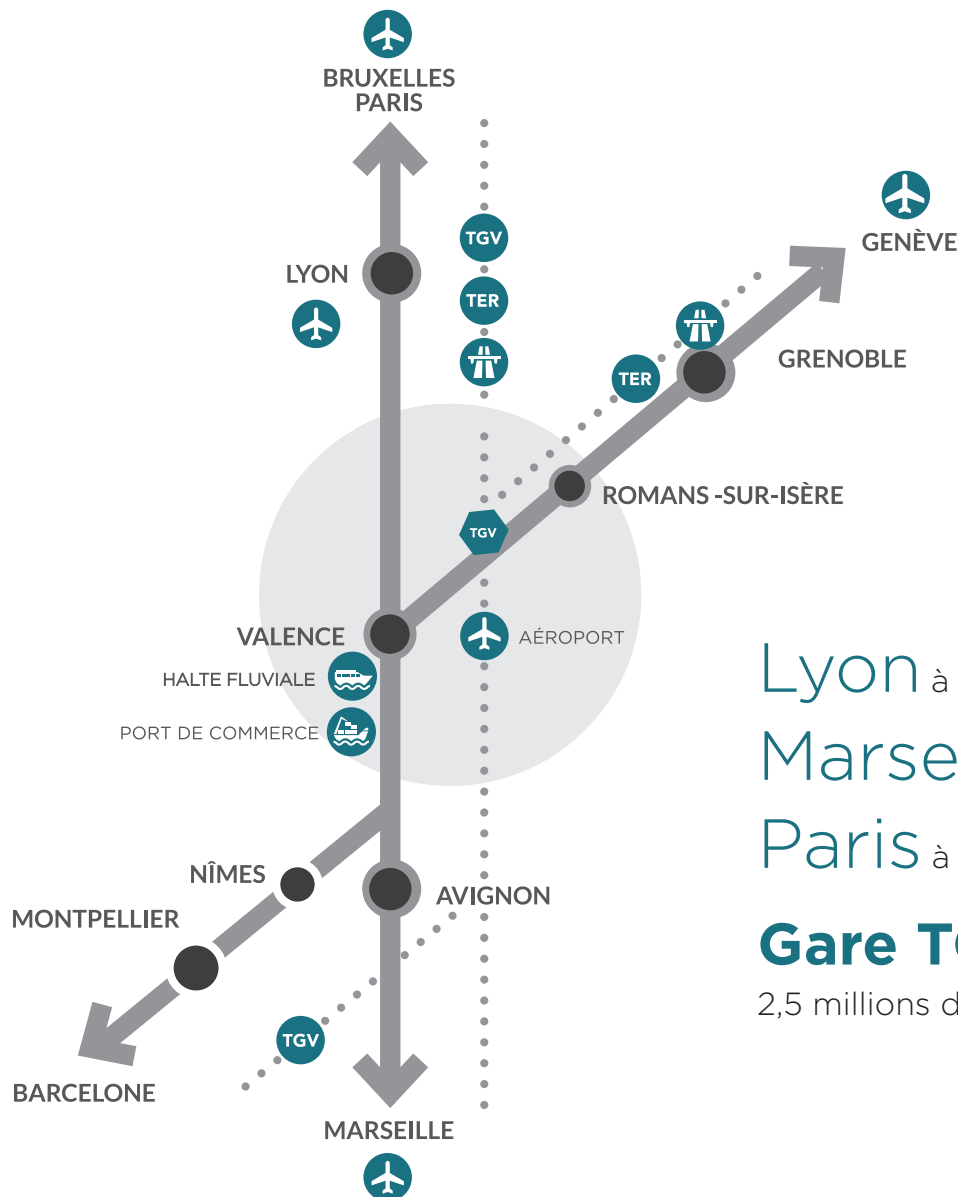 BRUXELLES
PARIS
TGV
GENÈVE
LYON
TER
GRENOBLE
TER
ROMANS -SUR-ISÈRE
TGV
VALENCE
AÉROPORT
HALTE FLUVIALE
PORT DE COMMERCE
Lyon à
Marse
Paris à
NÎMES
AVIGNON
MONTPELLIER
Gare
2,5 millions d
TGV
BARCELONE
MARSEILLE